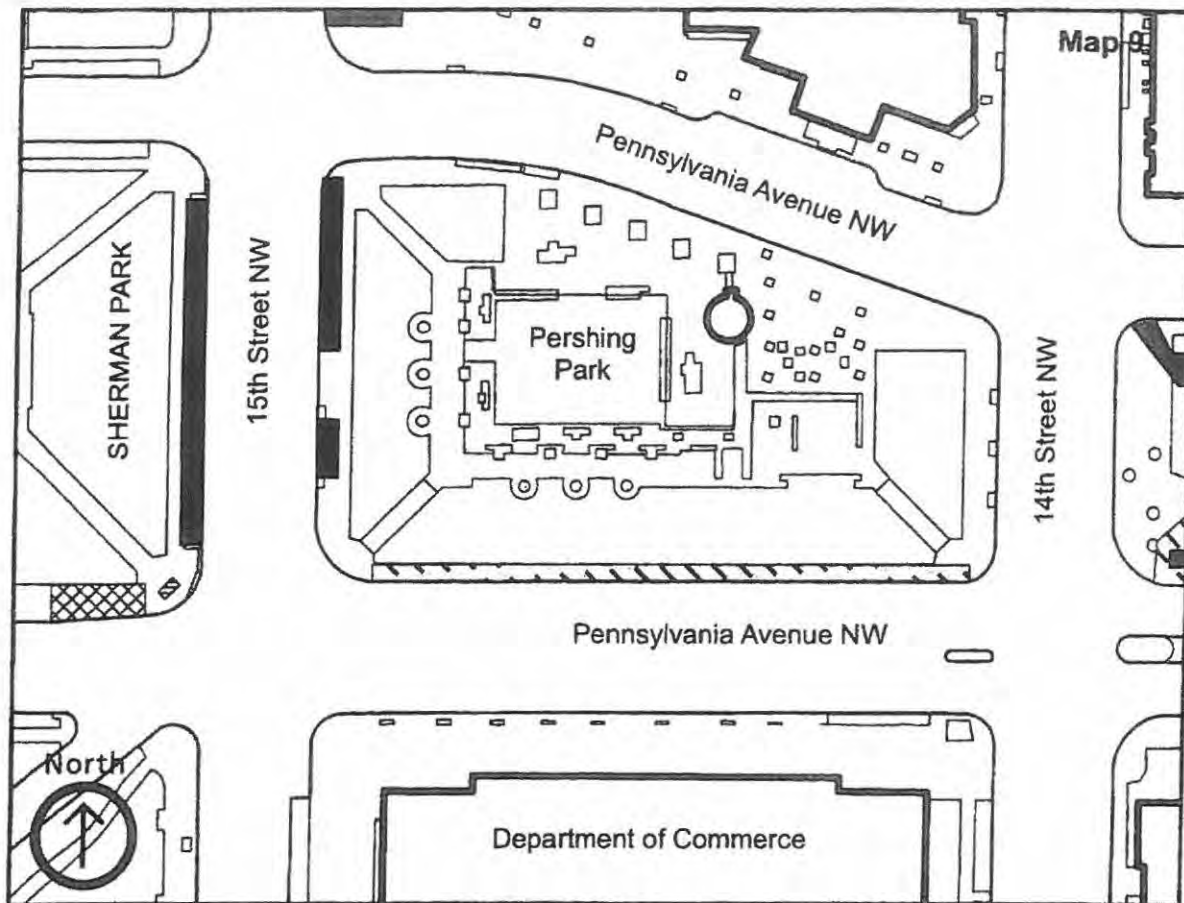 Map 9
Pennsylvania Avenue NW
SHERMAN PARK
15th Street NW
Pershing
Park
14th Street NW
Pennsylvania Avenue NW
North
Department of Commerce